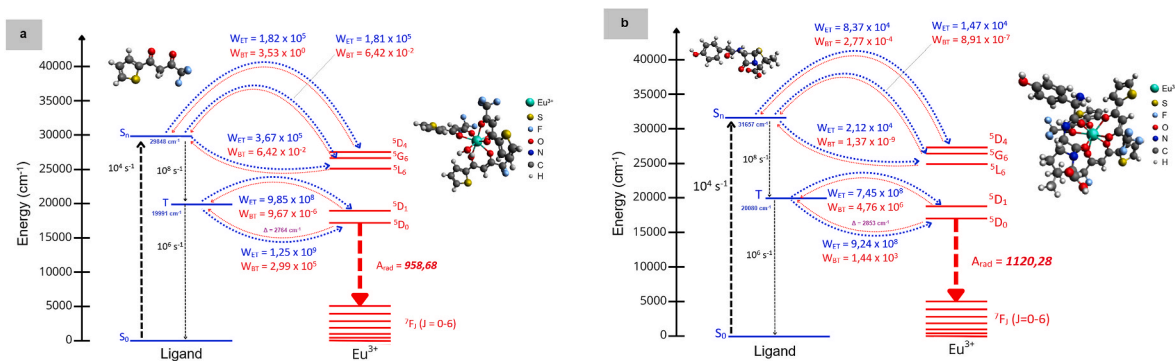 a
W_ET = 1,82 x 10⁵
W_BT = 3,53 x 10⁰
W_ET = 1,81 x 10⁵
W_BT = 6,42 x 10⁻²
Energy (cm⁻¹)
40000
35000
30000
25000
20000
15000
10000
5000
0
S_n
29848 cm⁻¹
10⁴ s⁻¹
10⁸ s⁻¹
W_ET = 3,67 x 10⁵
W_BT = 6,42 x 10⁻²
⁵D₄
⁵G₆
⁵L₆
T
19991 cm⁻¹
W_ET = 9,85 x 10⁸
W_BT = 9,67 x 10⁻⁶
Δ = 2764 cm⁻¹
⁵D₁
⁵D₀
10⁶ s⁻¹
W_ET = 1,25 x 10⁹
W_BT = 2,99 x 10⁵
A_rad = 958,68
⁷F_J (J = 0-6)
S₀
Ligand
Eu³⁺
Eu³⁺
S
F
O
N
C
H
b
W_ET = 8,37 x 10⁴
W_BT = 2,77 x 10⁻⁴
W_ET = 1,47 x 10⁴
W_BT = 8,91 x 10⁻⁷
Energy (cm⁻¹)
40000
35000
30000
25000
20000
15000
10000
5000
0
S_n
31657 cm⁻¹
10⁴ s⁻¹
10⁸ s⁻¹
W_ET = 2,12 x 10⁴
W_BT = 1,37 x 10⁻⁹
⁵D₄
⁵G₆
⁵L₆
T
20088 cm⁻¹
W_ET = 7,45 x 10⁸
W_BT = 4,76 x 10⁶
Δ = 2853 cm⁻¹
⁵D₁
⁵D₀
10⁶ s⁻¹
W_ET = 9,24 x 10⁸
W_BT = 1,44 x 10³
A_rad = 1120,28
⁷F_J (J=0-6)
S₀
Ligand
Eu³⁺
Eu³
S
F
O
N
C
H